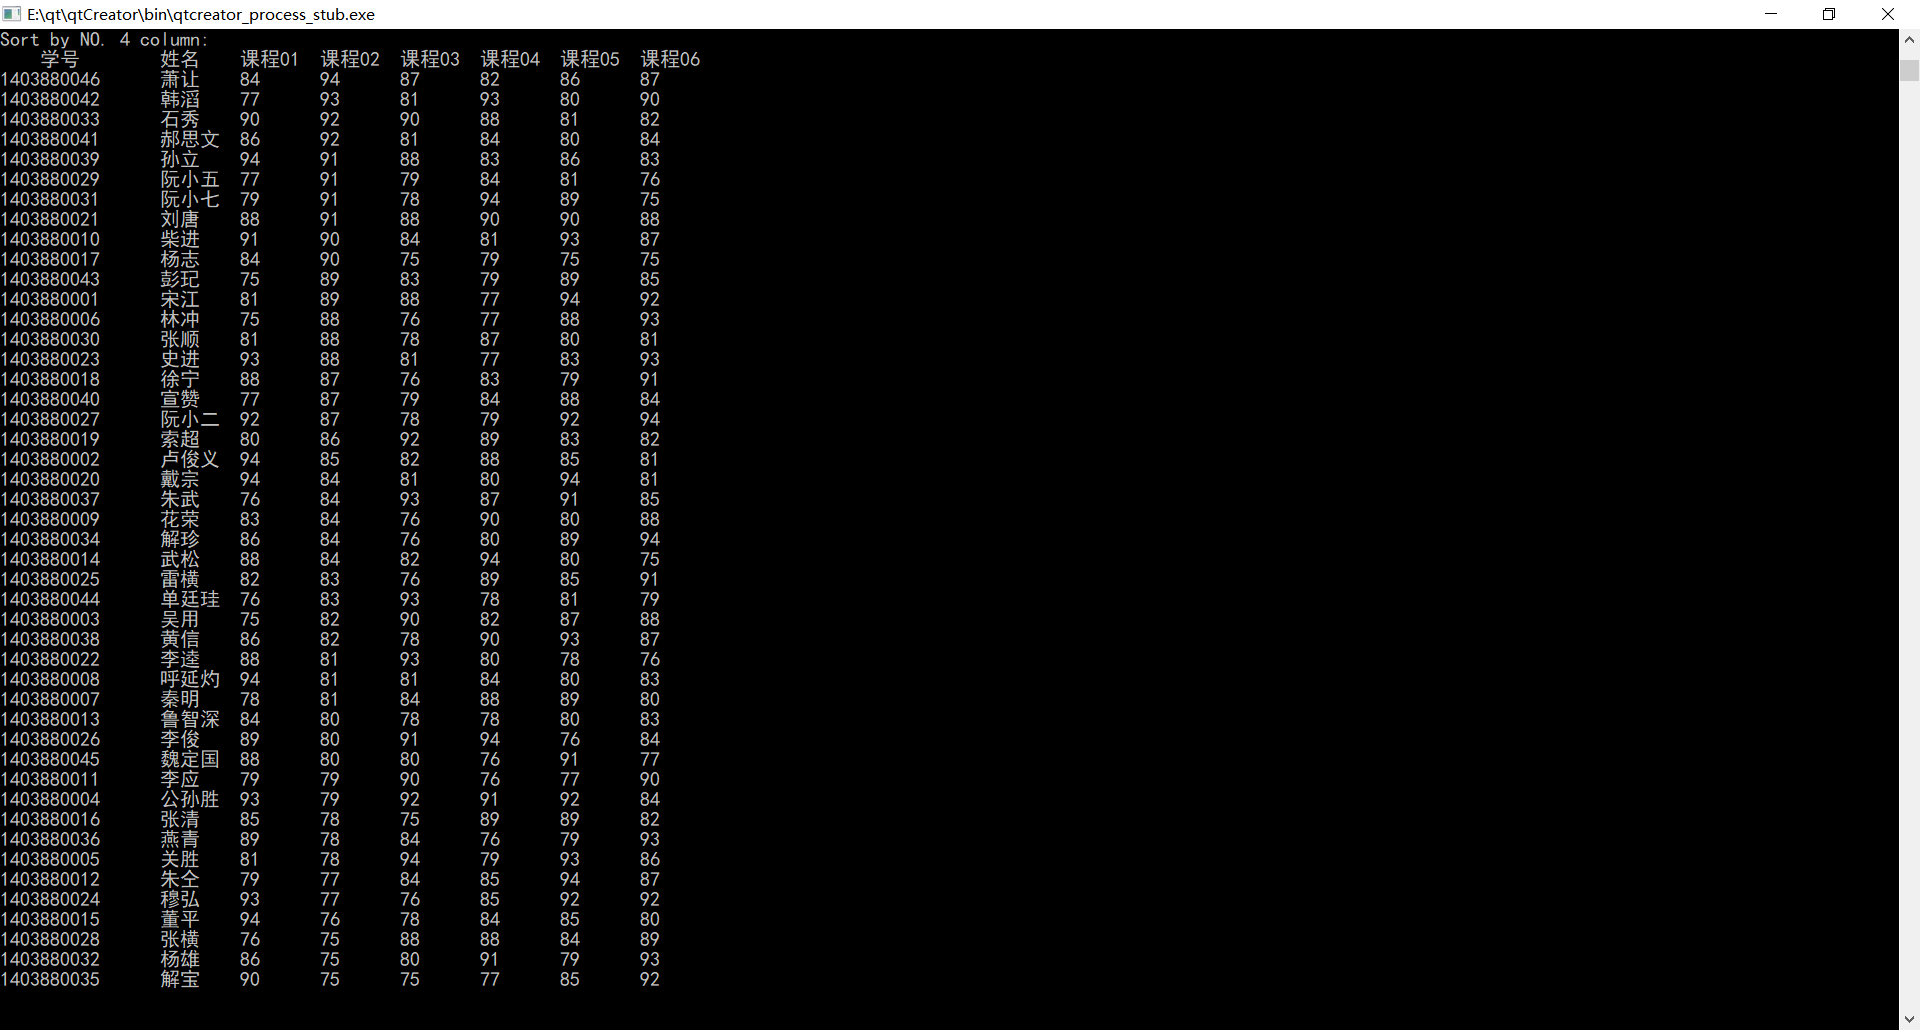 E:\qt\qtCreator\bin\qtcreator_process_stub.exe
Sort by NO. 4 column:
学号 姓名 课程01 课程02 课程03 课程04 课程05 课程06
1403880046 萧让 84 94 87 82 86 87
1403880042 韩滔 77 93 81 93 80 90
1403880033 石秀 90 92 90 88 81 82
1403880041 郝思文 86 92 81 84 80 84
1403880039 孙立 94 91 88 83 86 83
1403880029 阮小五 77 91 79 84 81 76
1403880031 阮小七 79 91 78 94 89 75
1403880021 刘唐 88 91 88 90 90 88
1403880010 柴进 91 90 84 81 93 87
1403880017 杨志 84 90 75 79 75 75
1403880043 彭玘 75 89 83 79 89 85
1403880001 宋江 81 89 88 77 94 92
1403880006 林冲 75 88 76 77 88 93
1403880030 张顺 81 88 78 87 80 81
1403880023 史进 93 88 81 77 83 93
1403880018 徐宁 88 87 76 83 79 91
1403880040 宣赞 77 87 79 84 88 84
1403880027 阮小二 92 87 78 79 92 94
1403880019 索超 80 86 92 89 83 82
1403880002 卢俊义 94 85 82 88 85 81
1403880020 戴宗 94 84 81 80 94 81
1403880037 朱武 76 84 93 87 91 85
1403880009 花荣 83 84 76 90 80 88
1403880034 解珍 86 84 76 80 89 94
1403880014 武松 88 84 82 94 80 75
1403880025 雷横 82 83 76 89 85 91
1403880044 单廷珪 76 83 93 78 81 79
1403880003 吴用 75 82 90 82 87 88
1403880038 黄信 86 82 78 90 93 87
1403880022 李逵 88 81 93 80 78 76
1403880008 呼延灼 94 81 81 84 80 83
1403880007 秦明 78 81 84 88 89 80
1403880013 鲁智深 84 80 78 78 80 83
1403880026 李俊 89 80 91 94 76 84
1403880045 魏定国 88 80 80 76 91 77
1403880011 李应 79 79 90 76 77 90
1403880004 公孙胜 93 79 92 91 92 84
1403880016 张清 85 78 75 89 89 82
1403880036 燕青 89 78 84 76 79 93
1403880005 关胜 81 78 94 79 93 86
1403880012 朱仝 79 77 84 85 94 87
1403880024 穆弘 93 77 76 85 92 92
1403880015 董平 94 76 78 84 85 80
1403880028 张横 76 75 88 88 84 89
1403880032 杨雄 86 75 80 91 79 93
1403880035 解宝 90 75 75 77 85 92